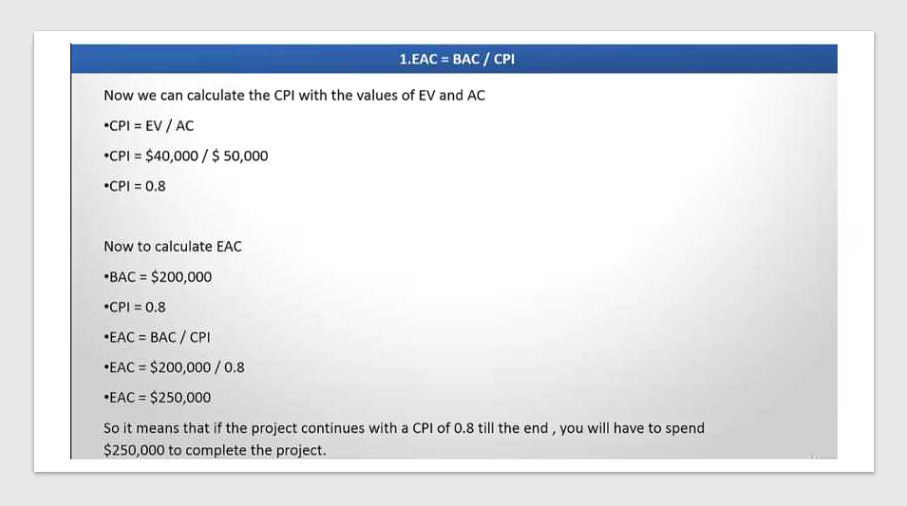 1.EAC = BAC / CPI
Now we can calculate the CPI with the values of EV and AC
•CPI = EV / AC
•CPI = $40,000 / $ 50,000
•CPI = 0.8
Now to calculate EAC
•BAC = $200,000
•CPI = 0.8
•EAC = BAC / CPI
•EAC = $200,000 / 0.8
•EAC = $250,000
So it means that if the project continues with a CPI of 0.8 till the end , you will have to spend
$250,000 to complete the project.